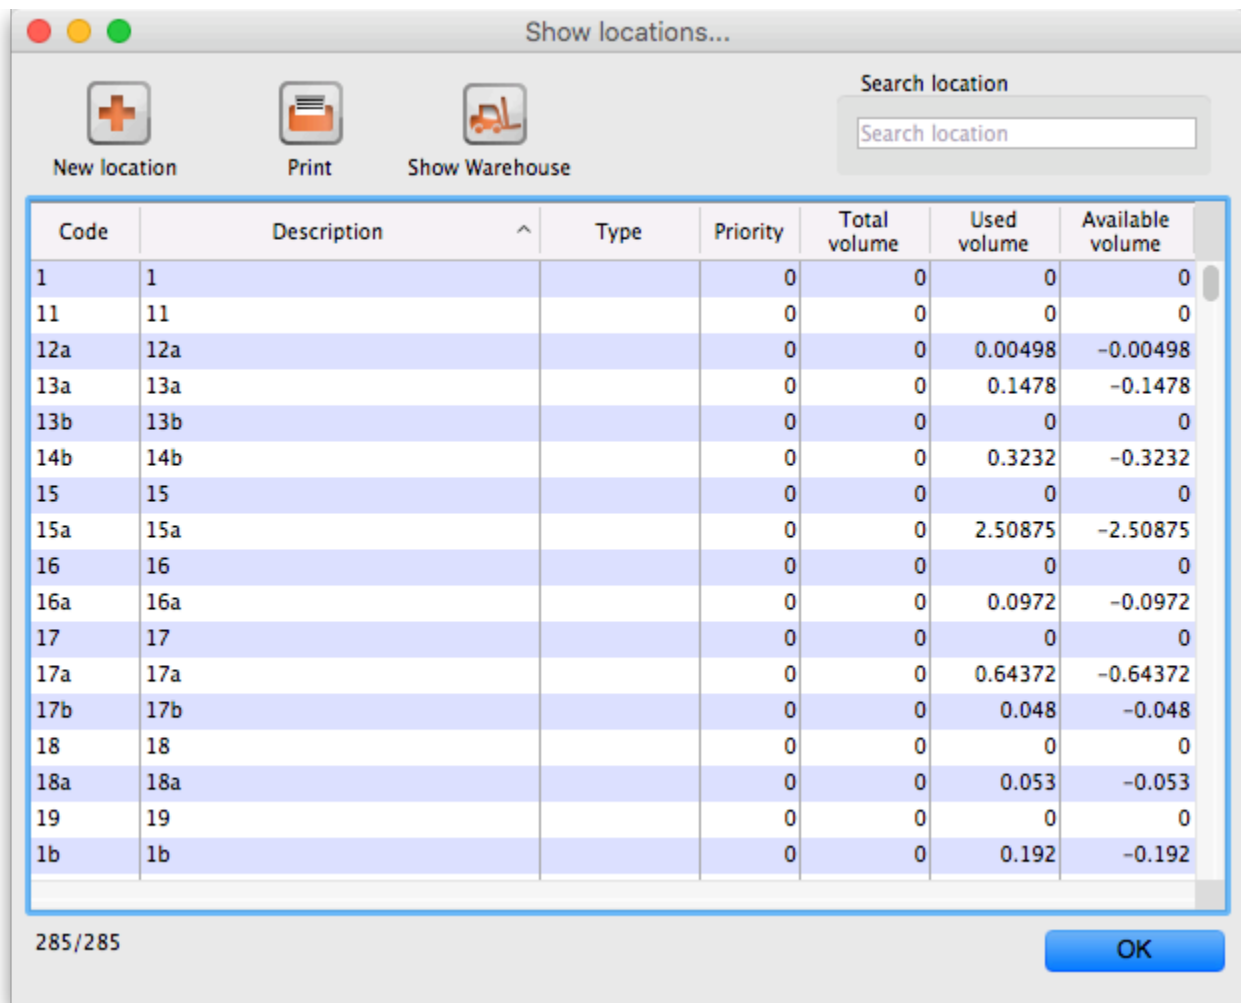 Show locations...
Search location
Search location
New location Print Show Warehouse
Code Description Type Priority Total volume Used volume Available volume
1 1 0 0 0 0
11 11 0 0 0 0
12a 12a 0 0 0.00498 -0.00498
13a 13a 0 0 0.1478 -0.1478
13b 13b 0 0 0 0
14b 14b 0 0 0.3232 -0.3232
15 15 0 0 0 0
15a 15a 0 0 2.50875 -2.50875
16 16 0 0 0 0
16a 16a 0 0 0.0972 -0.0972
17 17 0 0 0 0
17a 17a 0 0 0.64372 -0.64372
17b 17b 0 0 0.048 -0.048
18 18 0 0 0 0
18a 18a 0 0 0.053 -0.053
19 19 0 0 0 0
1b 1b 0 0 0.192 -0.192
285/285
OK